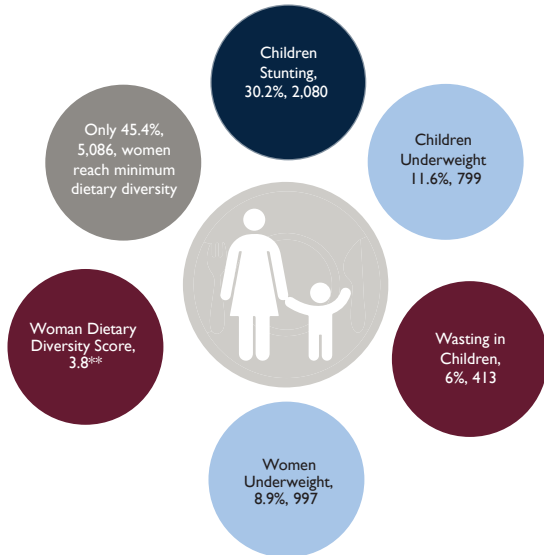 Children
Stunting,
30.2%, 2,080
Children
Underweight
11.6%, 799
Wasting in
Children,
6%, 413
Women
Underweight,
8.9%, 997
Woman Dietary
Diversity Score,
3.8**
Only 45.4%,
5,086, women
reach minimum
dietary diversity